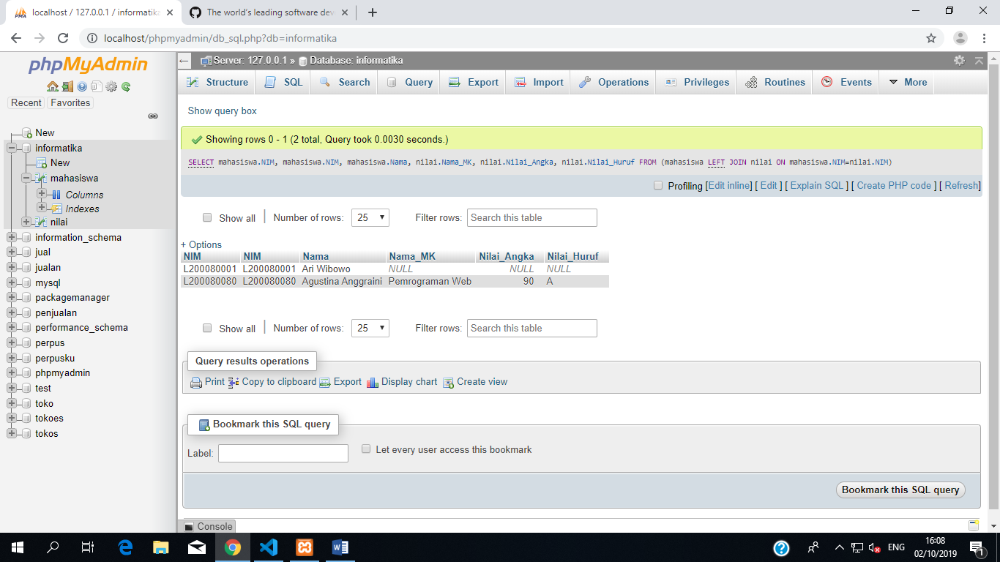 localhost / 127.0.0.1 / informatika
The world's leading software dev
localhost/phpmyadmin/db_sql.php?db=informatika
phpMyAdmin
Recent Favorites
New
informatika
New
mahasiswa
Columns
Indexes
nilai
information_schema
jual
jualan
mysql
packagemanager
penjualan
performance_schema
perpus
perpusku
phpmyadmin
test
toko
tokoes
tokos
Server: 127.0.0.1 » Database: informatika
Structure SQL Search Query Export Import Operations Privileges Routines Events More
Show query box
Showing rows 0 - 1 (2 total, Query took 0.0030 seconds.)
SELECT mahasiswa.NIM, mahasiswa.NIM, mahasiswa.Nama, nilai.Nama_MK, nilai.Nilai_Angka, nilai.Nilai_Huruf FROM (mahasiswa LEFT JOIN nilai ON mahasiswa.NIM=nilai.NIM)
Profiling [Edit inline] [ Edit ] [ Explain SQL ] [ Create PHP code ] [ Refresh]
Show all | Number of rows: 25 Filter rows: Search this table
+ Options
NIM NIM Nama Nama_MK Nilai_Angka Nilai_Huruf
L200080001 L200080001 Ari Wibowo NULL NULL NULL
L200080080 L200080080 Agustina Anggraini Pemrograman Web 90 A
Show all | Number of rows: 25 Filter rows: Search this table
Query results operations
Print Copy to clipboard Export Display chart Create view
Bookmark this SQL query
Label: Let every user access this bookmark
Bookmark this SQL query
Console
ENG 16:08
02/10/2019
1